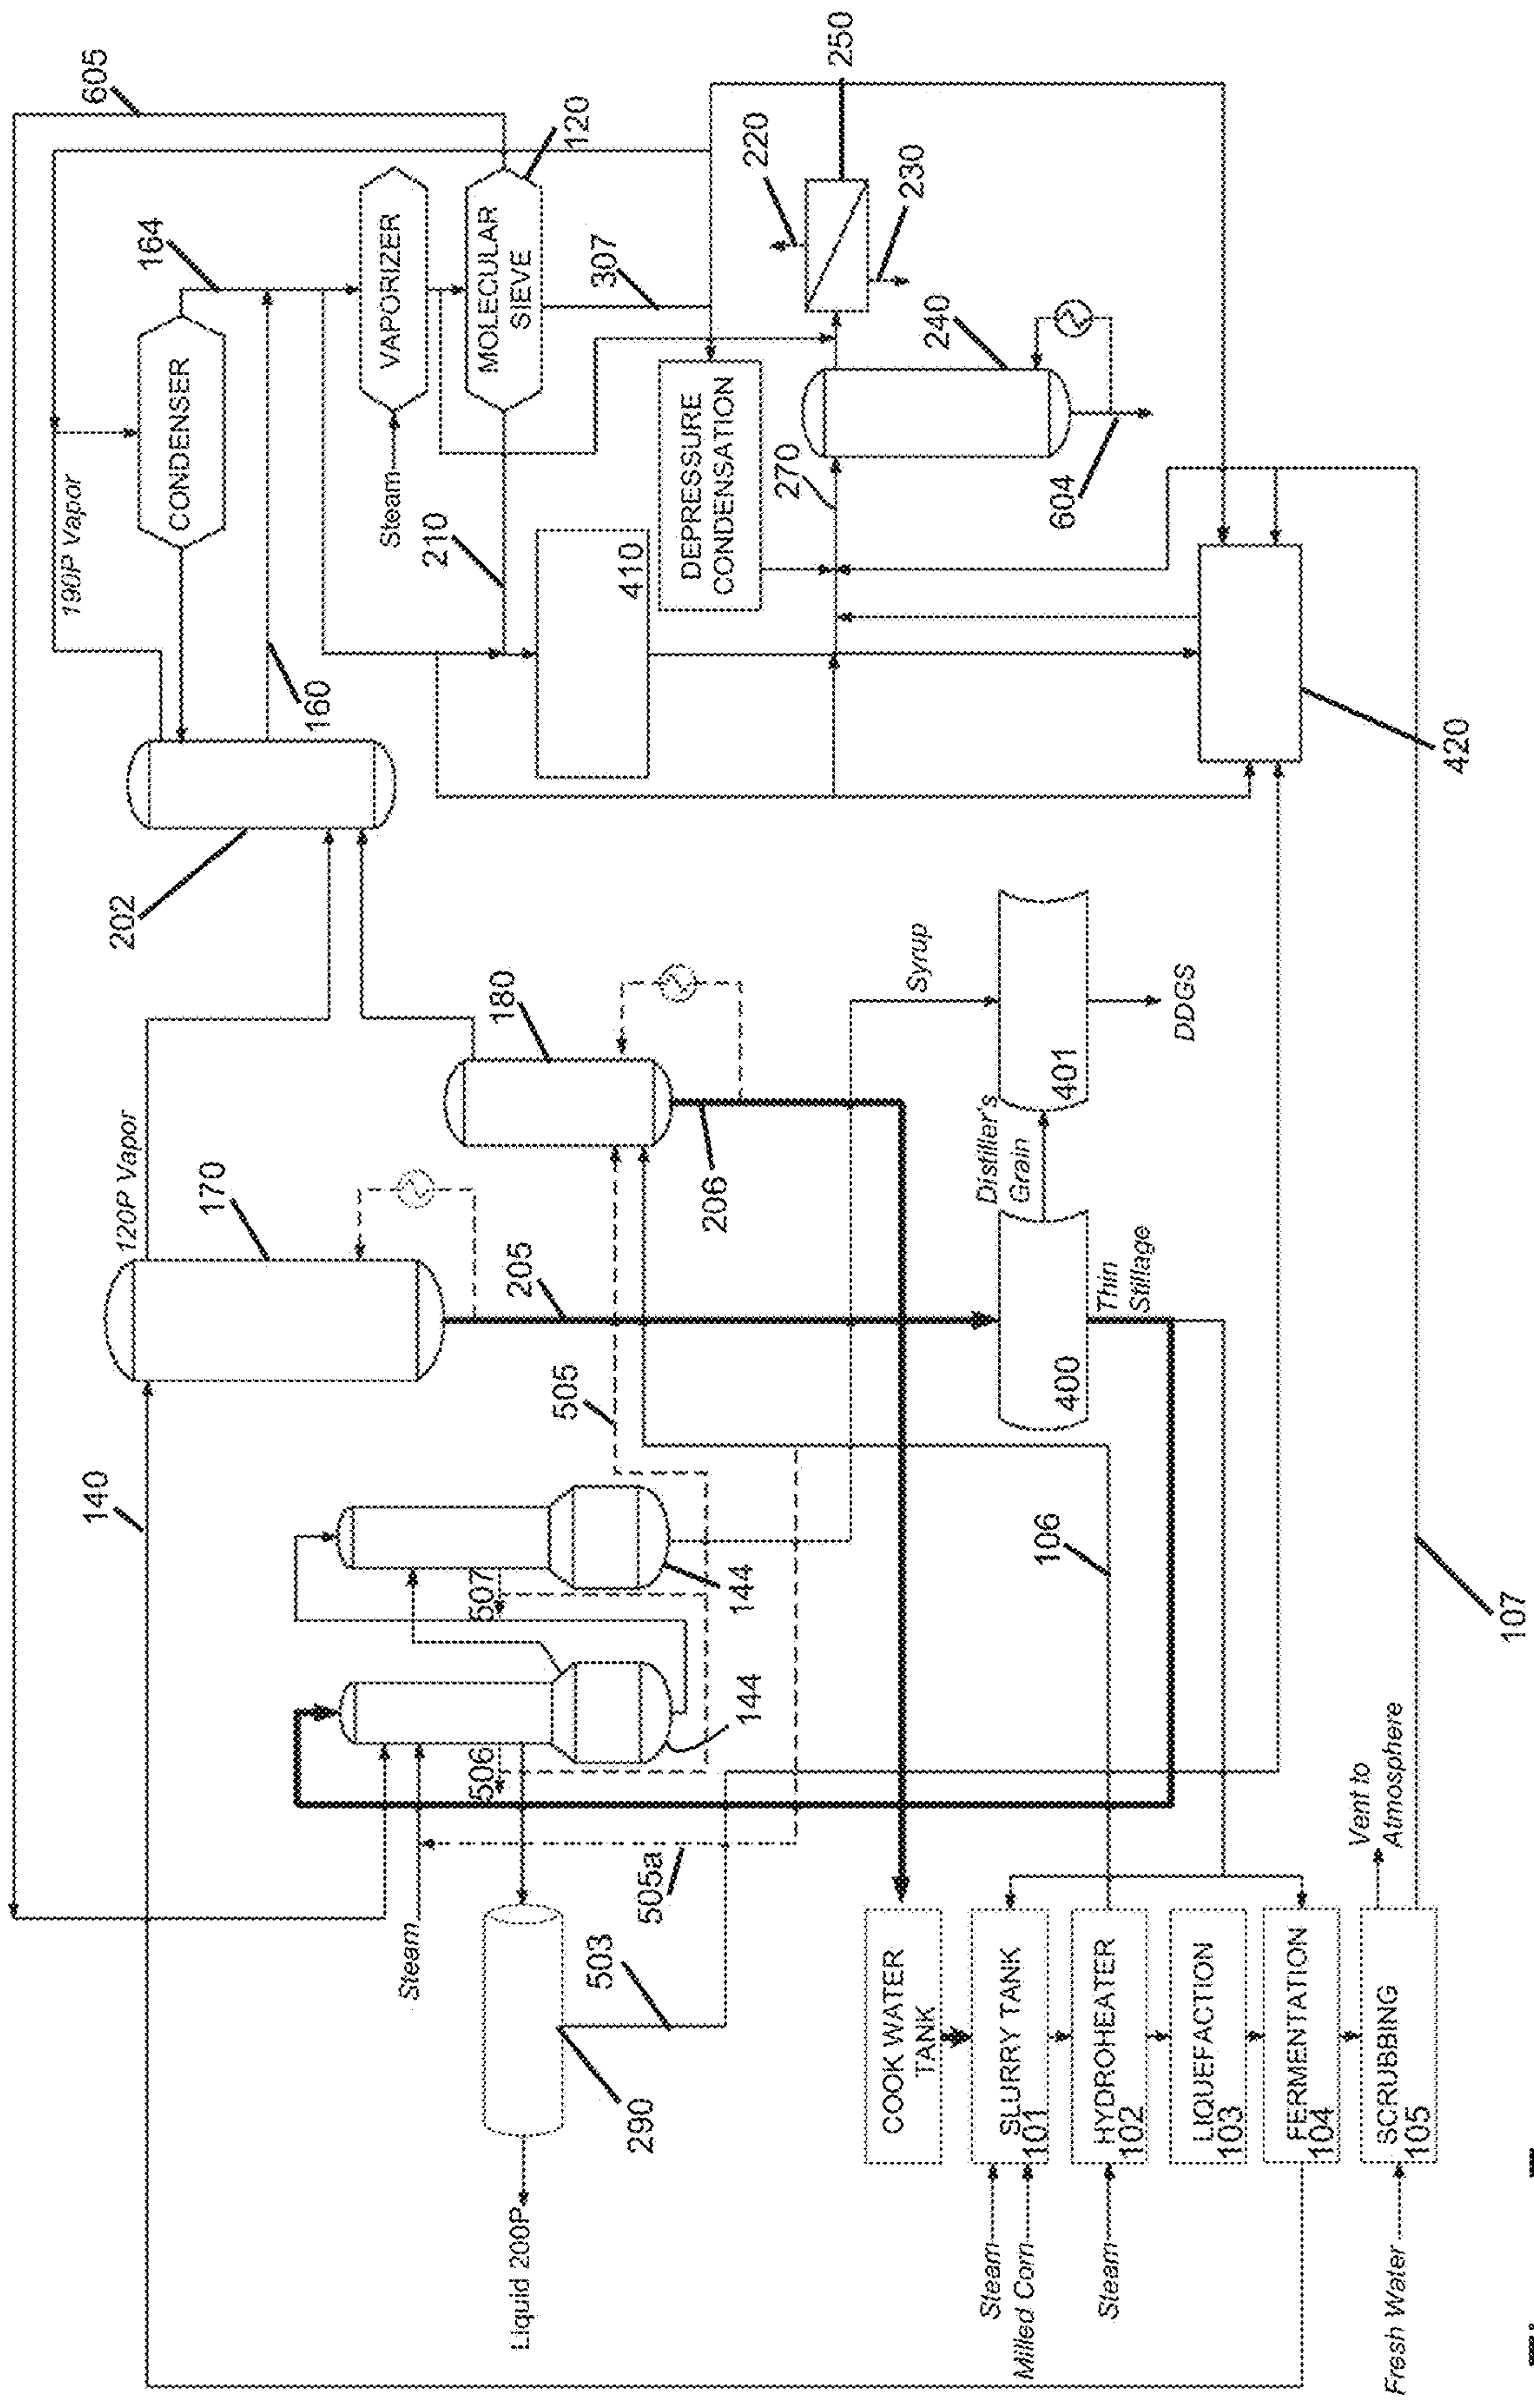 605
190P Vapor
CONDENSER
164
160
202
VAPORIZER
Steam
MOLECULAR
SIEVE
120
210
307
410
DEPRESSURE
CONDENSATION
220
250
230
240
270
604
420
120P Vapor
170
180
205
206
140
505
507
144
506
144
505a
Steam
Liquid 200P
290
503
Syrup
Distiller's
Grain
401
DDGS
400
Thin
Stillage
106
107
COOK WATER
TANK
Steam
Milled Corn
SLURRY TANK
101
Steam
HYDROHEATER
102
LIQUEFACTION
103
FERMENTATION
104
Fresh Water
SCRUBBING
105
Vent to
Atmosphere